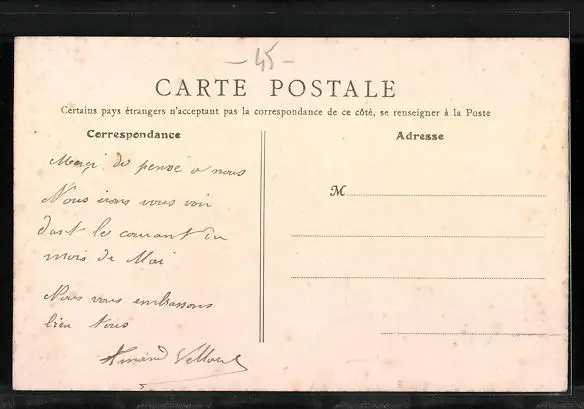 - 45 -
CARTE POSTALE
Certains pays étrangers n'acceptant pas la correspondance de ce côté, se renseigner à la Poste
Correspondance
Adresse
Merci de pensé a nous
Nous irons vous voir
dant le courant du
mois de Mai
Nous vous embrassons
bien Nous
Armand
M